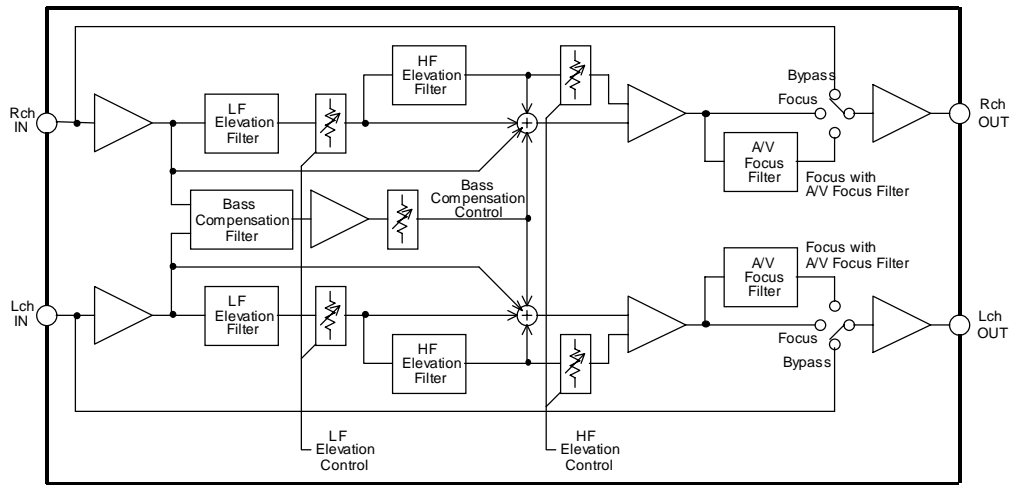 HF
Elevation
Filter
Bypass
Rch
IN
LF
Elevation
Filter
Focus
Rch
OUT
A/V
Focus
Filter
Focus with
A/V Focus Filter
Bass
Compensation
Filter
Bass
Compensation
Control
Focus with
A/V Focus Filter
A/V
Focus
Filter
Lch
IN
LF
Elevation
Filter
Focus
Lch
OUT
HF
Elevation
Filter
Bypass
LF
Elevation
Control
HF
Elevation
Control